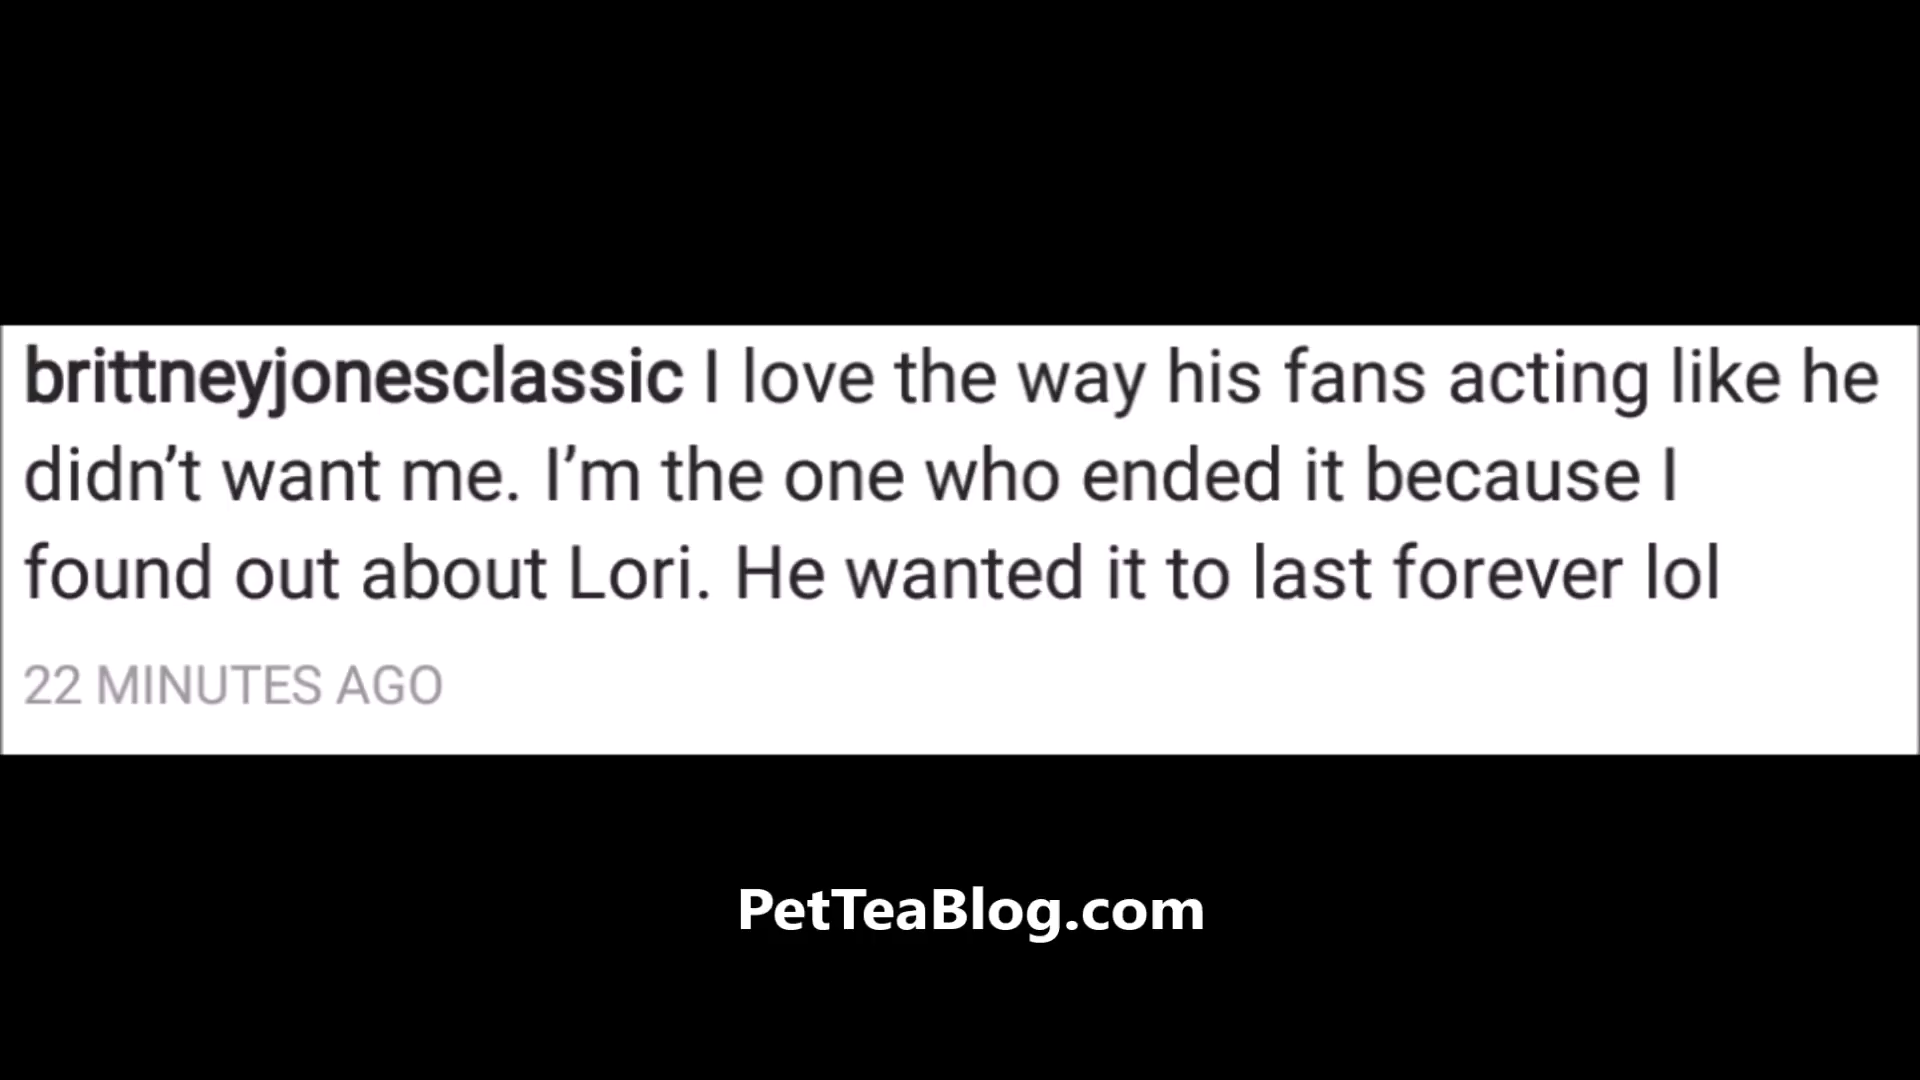 brittneyjonesclassic I love the way his fans acting like he
didn’t want me. I’m the one who ended it because I
found out about Lori. He wanted it to last forever lol
22 MINUTES AGO
PetTeaBlog.com